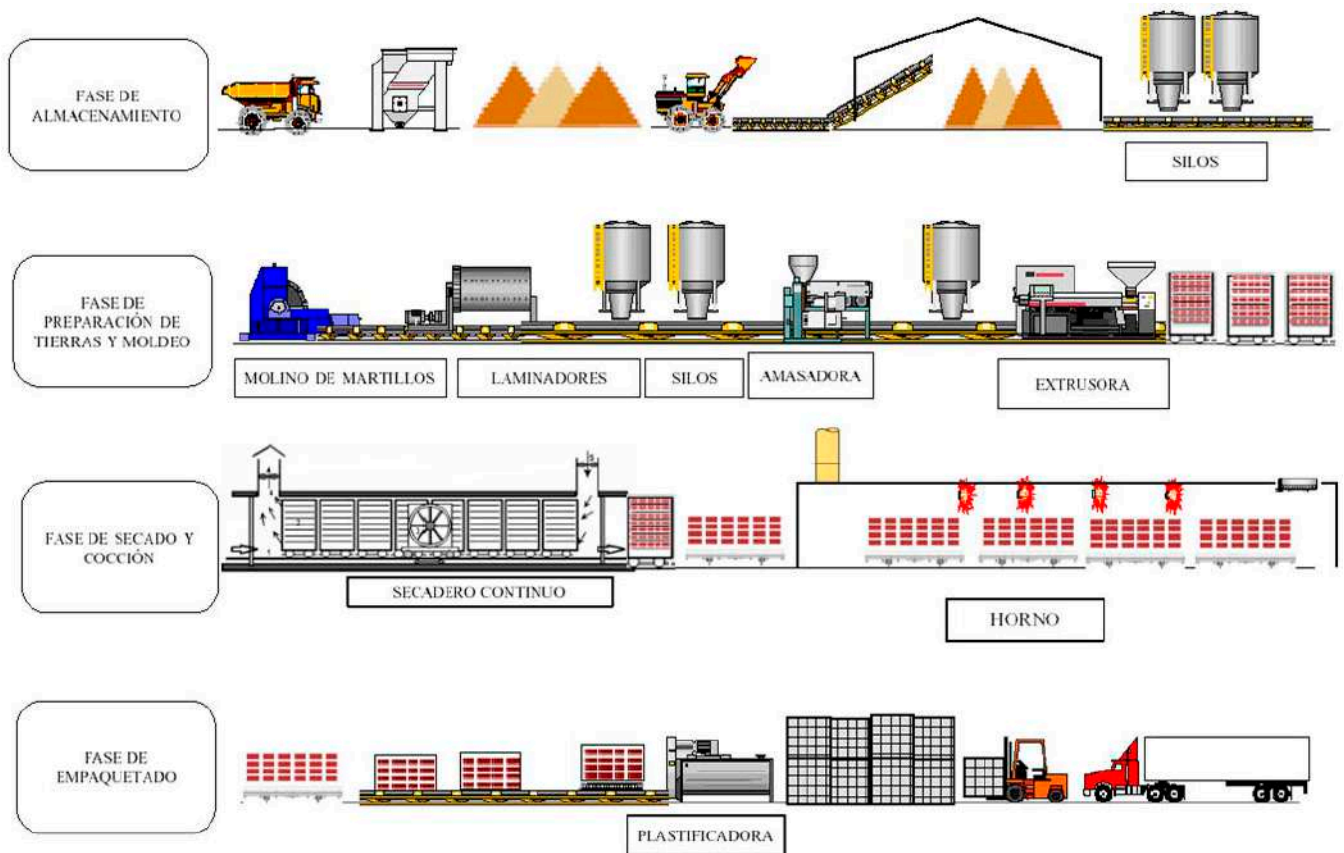 FASE DE
ALMACENAMIENTO
SILOS
FASE DE
PREPARACIÓN DE
TIERRAS Y MOLDEO
MOLINO DE MARTILLOS
LAMINADORES
SILOS
AMASADORA
EXTRUSORA
FASE DE SECADO Y
COCCIÓN
SECADERO CONTINUO
HORNO
FASE DE
EMPAQUETADO
PLASTIFICADORA